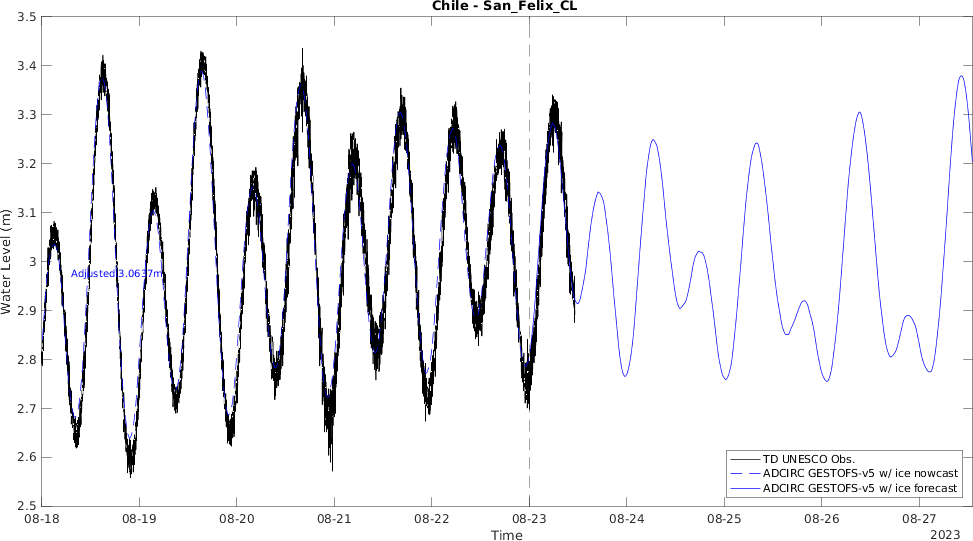 Chile - San_Felix_CL
3.5
3.4
3.3
3.2
3.1
3
2.9
2.8
2.7
2.6
2.5
Water Level (m)
Adjusted 3.0637m
TD UNESCO Obs.
ADCIRC GESTOFS-v5 w/ ice nowcast
ADCIRC GESTOFS-v5 w/ ice forecast
08-18 08-19 08-20 08-21 08-22 08-23 08-24 08-25 08-26 08-27
Time
2023